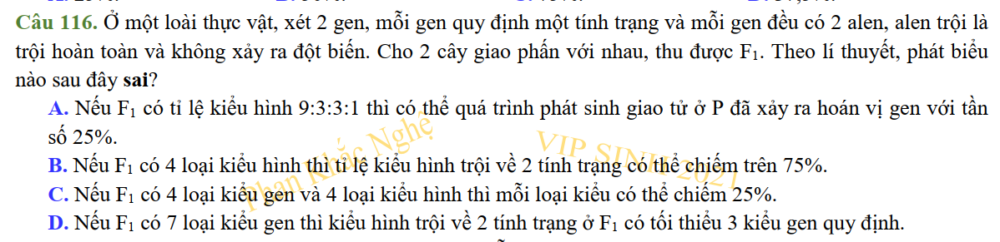 Câu 116. Ở một loài thực vật, xét 2 gen, mỗi gen quy định một tính trạng và mỗi gen đều có 2 alen, alen trội là
trội hoàn toàn và không xảy ra đột biến. Cho 2 cây giao phấn với nhau, thu được F₁. Theo lí thuyết, phát biểu
nào sau đây sai?
A. Nếu F₁ có tỉ lệ kiểu hình 9:3:3:1 thì có thể quá trình phát sinh giao tử ở P đã xảy ra hoán vị gen với tần
số 25%.
B. Nếu F₁ có 4 loại kiểu hình thì tỉ lệ kiểu hình trội về 2 tính trạng có thể chiếm trên 75%.
C. Nếu F₁ có 4 loại kiểu gen và 4 loại kiểu hình thì mỗi loại kiểu có thể chiếm 25%.
D. Nếu F₁ có 7 loại kiểu gen thì kiểu hình trội về 2 tính trạng ở F₁ có tối thiểu 3 kiểu gen quy định.
Phan Khắc Nghệ
VIP SINH 2021